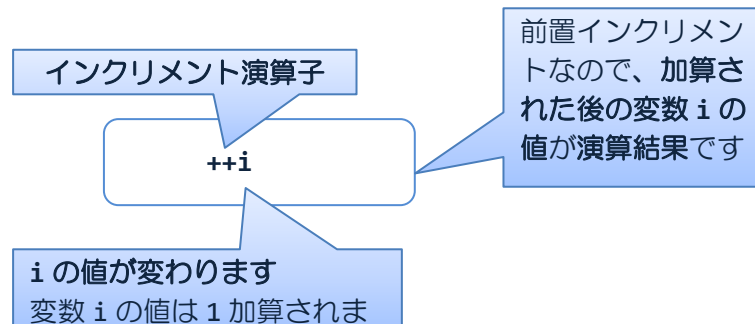 インクリメント演算子
前置インクリメン
トなので、加算さ
れた後の変数 i の
値が演算結果です
++i
i の値が変わります
変数 i の値は 1 加算されま